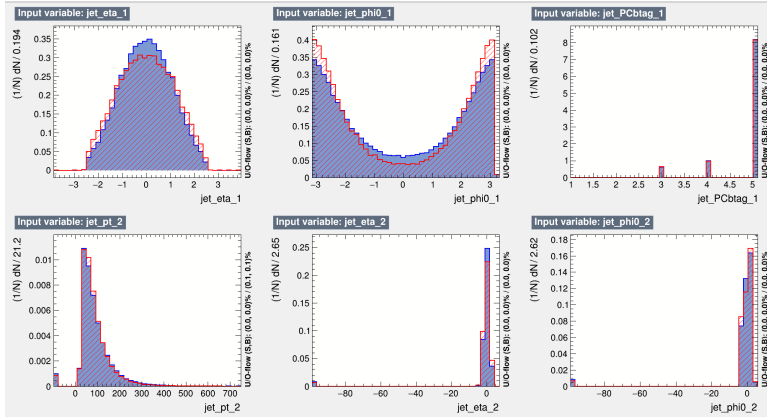 Input variable: jet_eta_1
(1/N) dN / 0.194
0.35
0.3
0.25
0.2
0.15
0.1
0.05
0
−3 −2 −1 0 1 2 3
jet_eta_1
U/O-flow (S,B): (0.0, 0.0)% / (0.0, 0.0)%
Input variable: jet_phi0_1
(1/N) dN / 0.161
0.4
0.35
0.3
0.25
0.2
0.15
0.1
0.05
0
−3 −2 −1 0 1 2 3
jet_phi0_1
U/O-flow (S,B): (0.0, 0.0)% / (0.0, 0.0)%
Input variable: jet_PCbtag_1
(1/N) dN / 0.102
8
7
6
5
4
3
2
1
0
1 1.5 2 2.5 3 3.5 4 4.5 5
jet_PCbtag_1
U/O-flow (S,B): (0.0, 0.0)% / (0.0, 0.0)%
Input variable: jet_pt_2
(1/N) dN / 21.2
0.01
0.008
0.006
0.004
0.002
0
0 100 200 300 400 500 600 700
jet_pt_2
U/O-flow (S,B): (0.0, 0.0)% / (0.1, 0.1)%
Input variable: jet_eta_2
(1/N) dN / 2.65
0.25
0.2
0.15
0.1
0.05
0
−80 −60 −40 −20 0
jet_eta_2
U/O-flow (S,B): (0.0, 0.0)% / (0.0, 0.0)%
Input variable: jet_phi0_2
(1/N) dN / 2.62
0.18
0.16
0.14
0.12
0.1
0.08
0.06
0.04
0.02
0
−80 −60 −40 −20 0
jet_phi0_2
U/O-flow (S,B): (0.0, 0.0)% / (0.0, 0.0)%